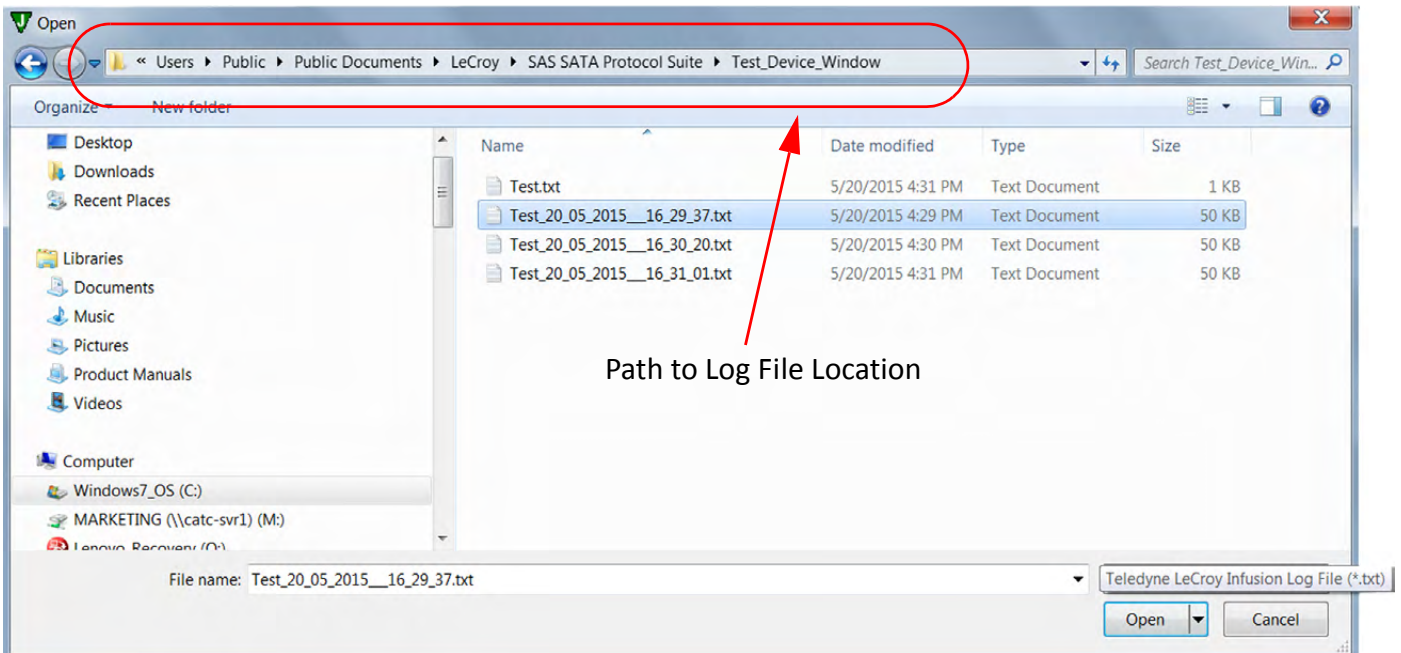 Open
« Users ▸ Public ▸ Public Documents ▸ LeCroy ▸ SAS SATA Protocol Suite ▸ Test_Device_Window
Search Test_Device_Win...
Organize
New folder
Desktop
Downloads
Recent Places
Libraries
Documents
Music
Pictures
Product Manuals
Videos
Computer
Windows7_OS (C:)
MARKETING (\\catc-svr1) (M:)
Lenovo_Recovery (Q:)
Name Date modified Type Size
Test.txt 5/20/2015 4:31 PM Text Document 1 KB
Test_20_05_2015___16_29_37.txt 5/20/2015 4:29 PM Text Document 50 KB
Test_20_05_2015___16_30_20.txt 5/20/2015 4:30 PM Text Document 50 KB
Test_20_05_2015___16_31_01.txt 5/20/2015 4:31 PM Text Document 50 KB
Path to Log File Location
File name: Test_20_05_2015___16_29_37.txt
Teledyne LeCroy Infusion Log File (*.txt)
Open
Cancel